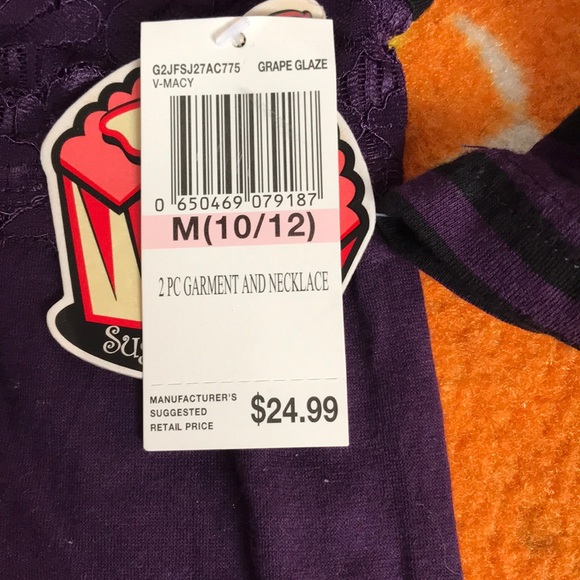 G2JFSJ27AC775 GRAPE GLAZE
V-MACY
0 650469 079187
M(10/12)
2 PC GARMENT AND NECKLACE
MANUFACTURER'S
SUGGESTED
RETAIL PRICE
$24.99